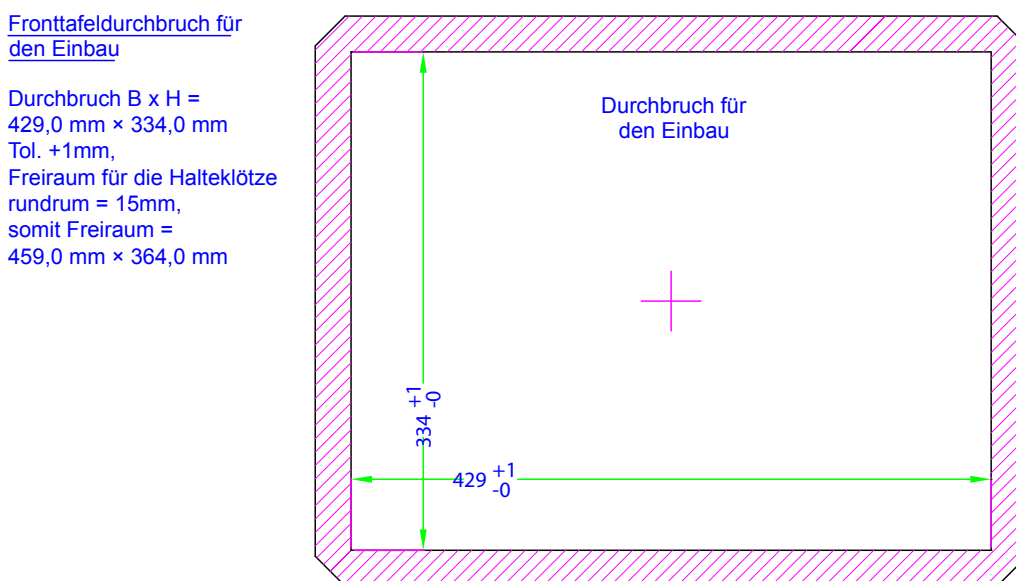 Fronttafeldurchbruch für
den Einbau
Durchbruch B x H =
429,0 mm × 334,0 mm
Tol. +1mm,
Freiraum für die Halteklötze
rundrum = 15mm,
somit Freiraum =
459,0 mm × 364,0 mm
Durchbruch für
den Einbau
334 +1
-0
429 +1
-0